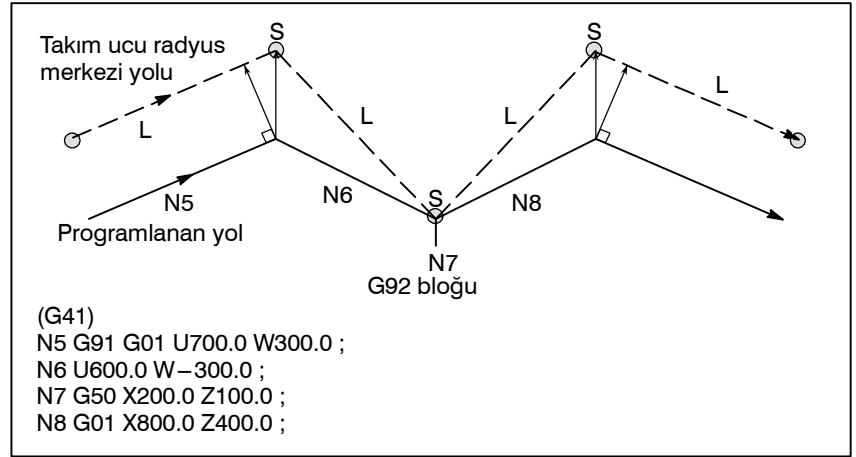 Takım ucu radyus
merkezi yolu
S
S
L
L
L
L
S
N5
N6
N8
Programlanan yol
N7
G92 bloğu
(G41)
N5 G91 G01 U700.0 W300.0 ;
N6 U600.0 W−300.0 ;
N7 G50 X200.0 Z100.0 ;
N8 G01 X800.0 Z400.0 ;